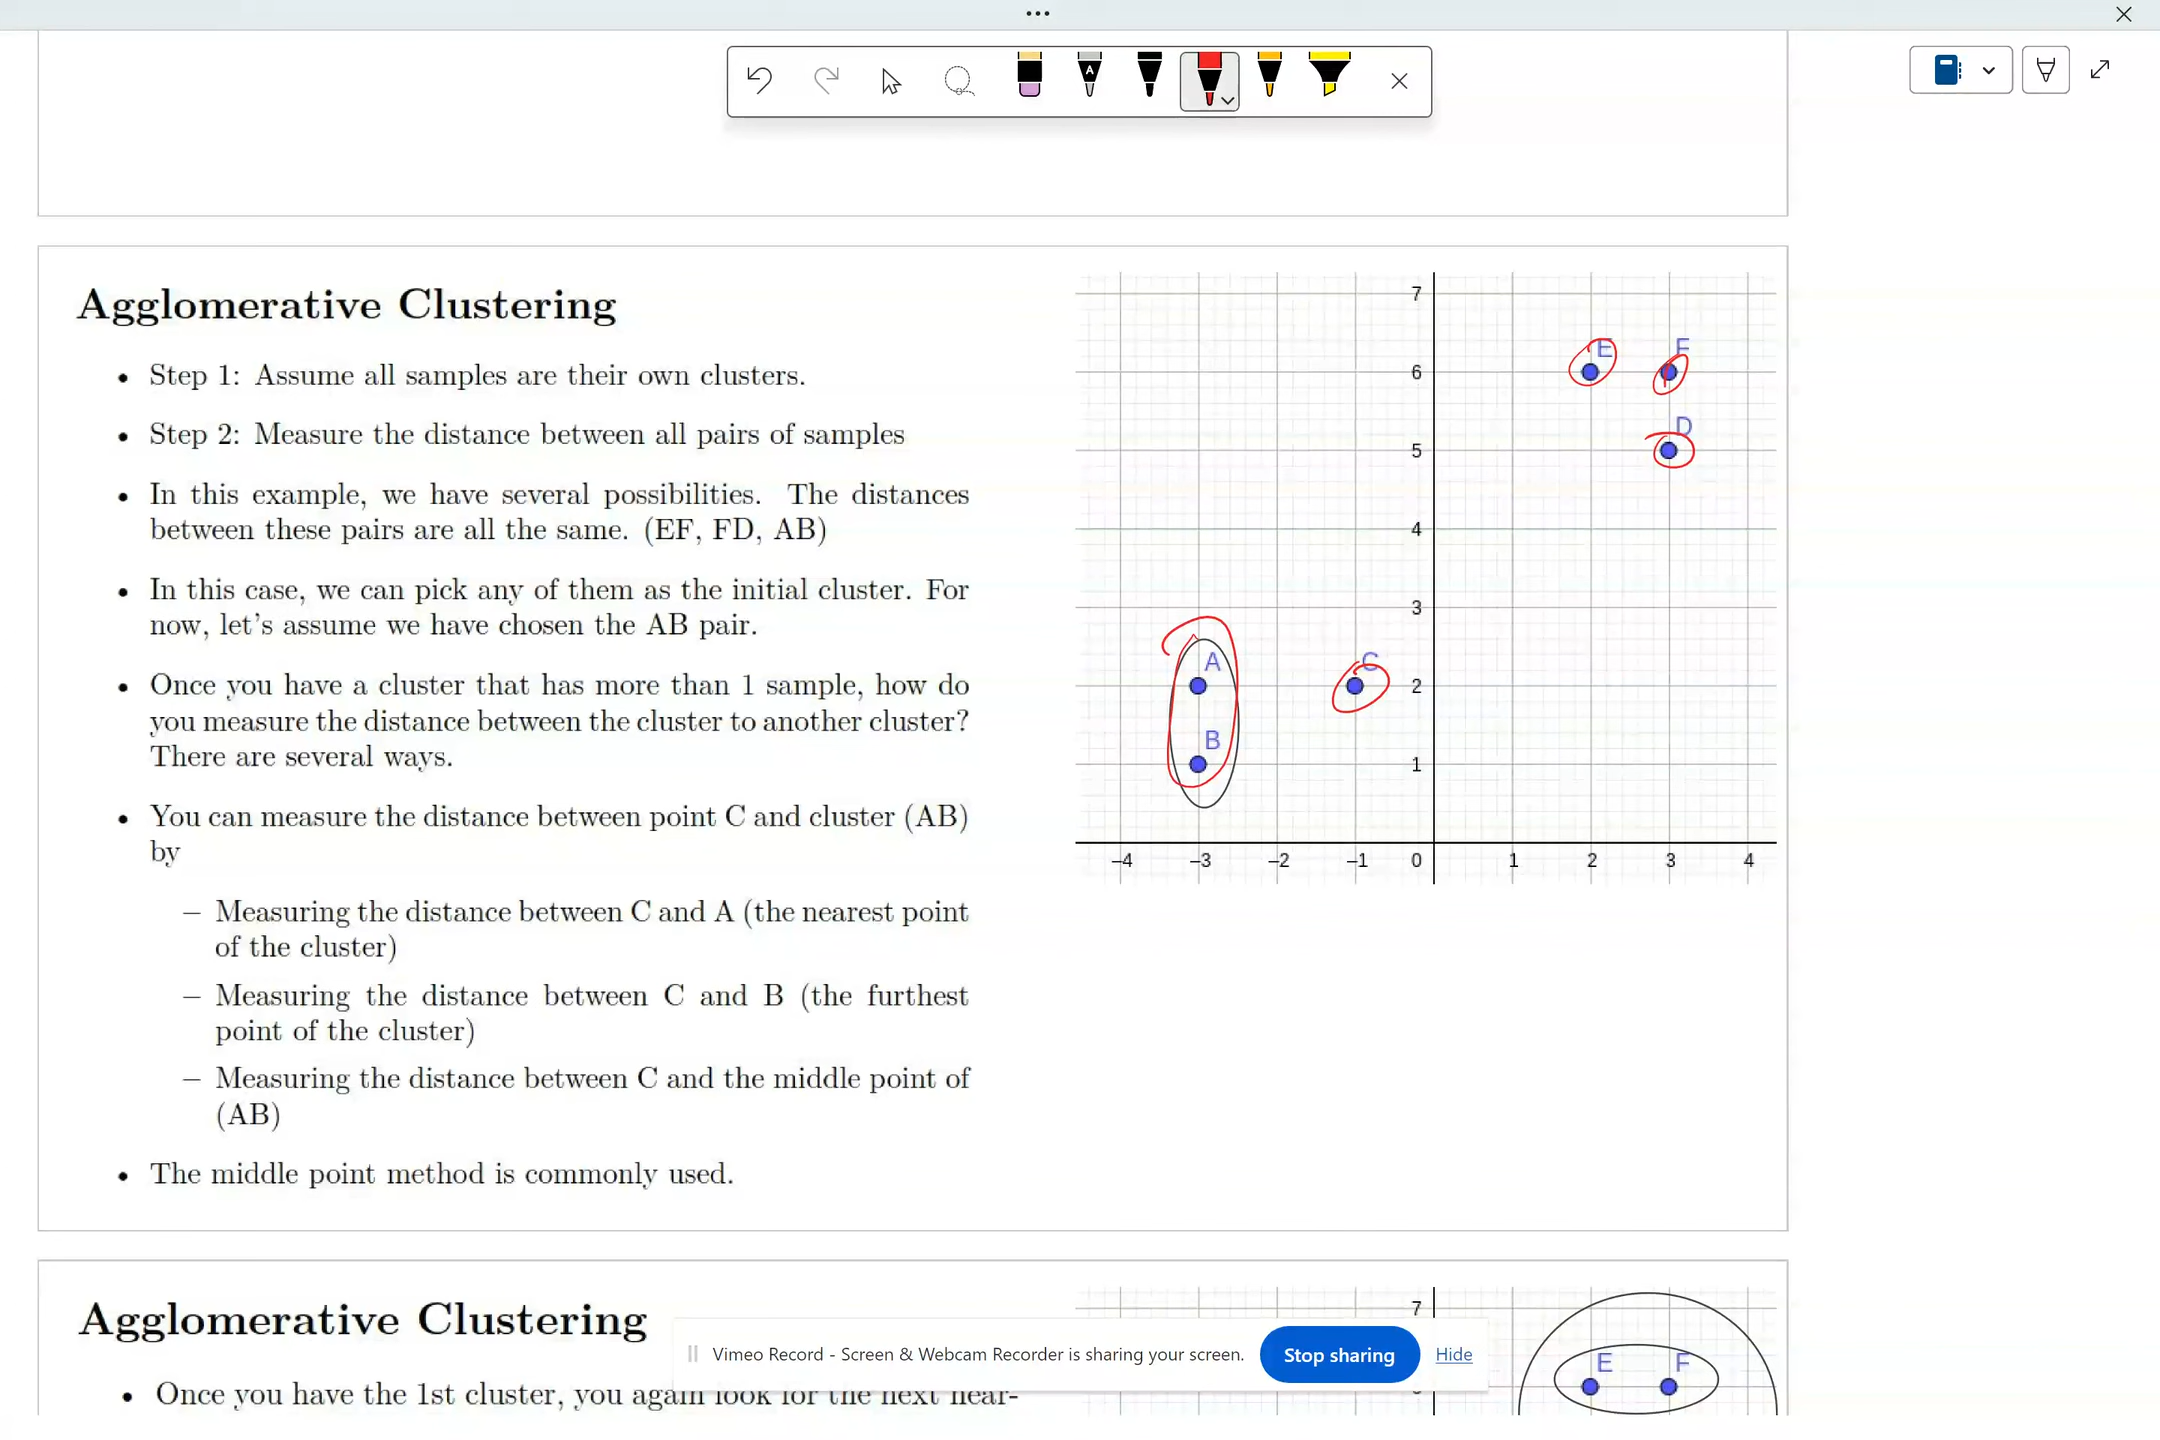 Agglomerative Clustering
• Step 1: Assume all samples are their own clusters.
• Step 2: Measure the distance between all pairs of samples
• In this example, we have several possibilities. The distances
between these pairs are all the same. (EF, FD, AB)
• In this case, we can pick any of them as the initial cluster. For
now, let's assume we have chosen the AB pair.
• Once you have a cluster that has more than 1 sample, how do
you measure the distance between the cluster to another cluster?
There are several ways.
• You can measure the distance between point C and cluster (AB)
by
– Measuring the distance between C and A (the nearest point
of the cluster)
– Measuring the distance between C and B (the furthest
point of the cluster)
– Measuring the distance between C and the middle point of
(AB)
• The middle point method is commonly used.
7
E F
6
D
5
4
3
A C
2
B
1
–4 –3 –2 –1 0 1 2 3 4
Agglomerative Clustering
7
Vimeo Record - Screen & Webcam Recorder is sharing your screen. Stop sharing Hide
E F
• Once you have the 1st cluster, you again look for the next near-